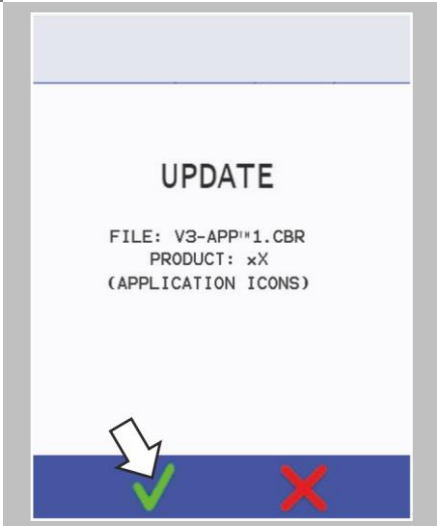 UPDATE
FILE: V3-APP™1.CBR
PRODUCT: xX
(APPLICATION ICONS)